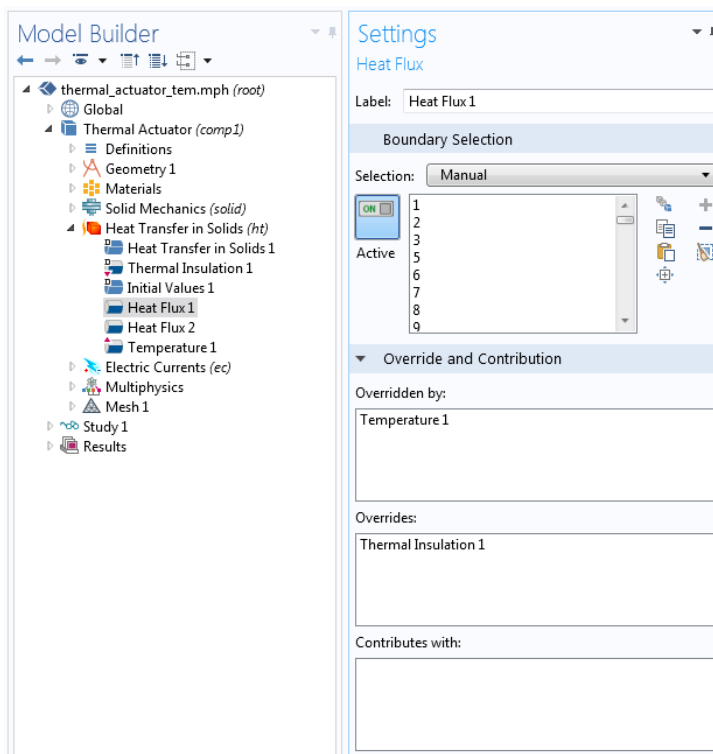 Model Builder
thermal_actuator_tem.mph (root)
Global
Thermal Actuator (comp1)
Definitions
Geometry 1
Materials
Solid Mechanics (solid)
Heat Transfer in Solids (ht)
Heat Transfer in Solids 1
Thermal Insulation 1
Initial Values 1
Heat Flux 1
Heat Flux 2
Temperature 1
Electric Currents (ec)
Multiphysics
Mesh 1
Study 1
Results
Settings
Heat Flux
Label: Heat Flux 1
Boundary Selection
Selection: Manual
ON
Active
1
2
3
5
6
7
8
9
Override and Contribution
Overridden by:
Temperature 1
Overrides:
Thermal Insulation 1
Contributes with: